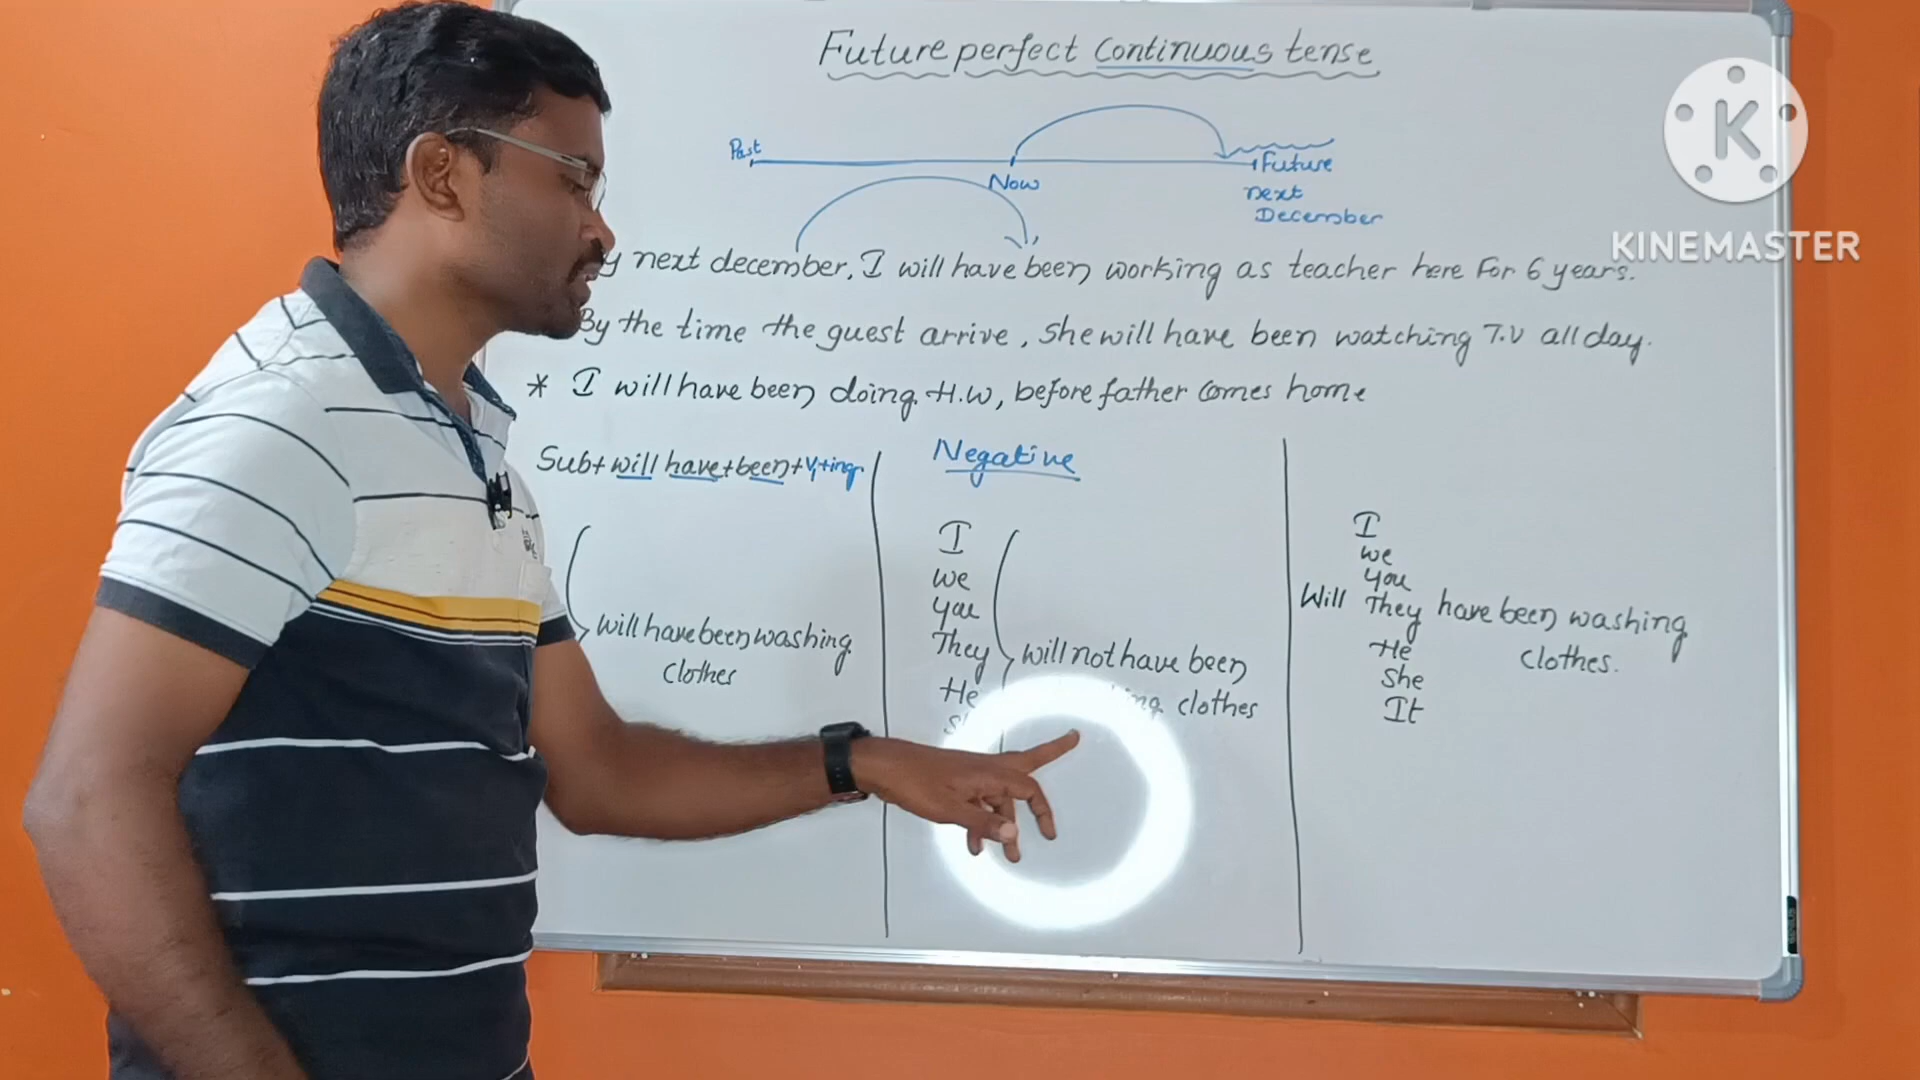 Future perfect continuous tense
Past
Now
Future
next
December
K
KINEMASTER
next december, I will have been working as teacher here For 6 years.
By the time the guest arrive, She will have been watching T.V all day.
* I will have been doing H.W, before father comes home
Sub+ will have+been+V1+ing.
will have been washing
clothes
Negative
I
we
you
They
He
will not have been
clothes
I
we
you
Will They have been washing
He
clothes.
She
It